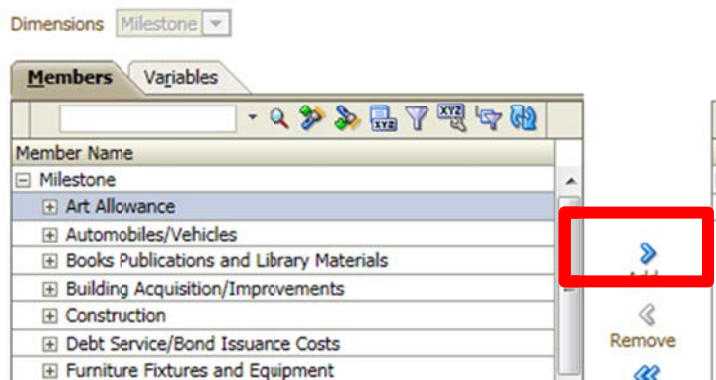 Dimensions Milestone
Members Variables
Member Name
Milestone
Art Allowance
Automobiles/Vehicles
Books Publications and Library Materials
Building Acquisition/Improvements
Construction
Debt Service/Bond Issuance Costs
Furniture Fixtures and Equipment
Remove